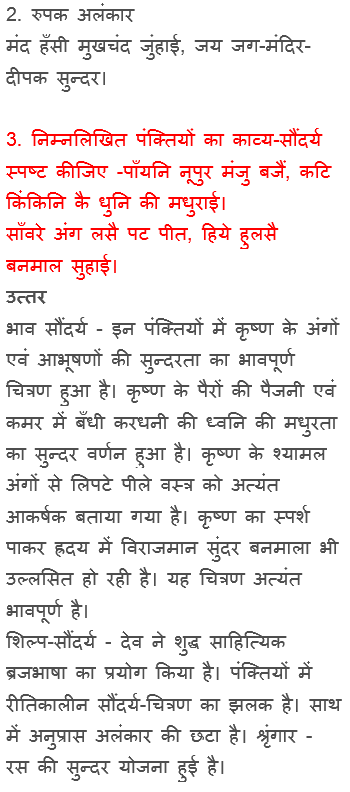 2. रुपक अलंकार
मंद हँसी मुखचंद जुंहाई, जय जग-मंदिर-
दीपक सुन्दर।
3. निम्नलिखित पंक्तियों का काव्य-सौंदर्य
स्पष्ट कीजिए -पाँयनि नूपुर मंजु बजैं, कटि
किंकिनि कै धुनि की मधुराई।
साँवरे अंग लसै पट पीत, हिये हुलसै
बनमाल सुहाई।
उत्तर
भाव सौंदर्य - इन पंक्तियों में कृष्ण के अंगों
एवं आभूषणों की सुन्दरता का भावपूर्ण
चित्रण हुआ है। कृष्ण के पैरों की पैजनी एवं
कमर में बँधी करधनी की ध्वनि की मधुरता
का सुन्दर वर्णन हुआ है। कृष्ण के श्यामल
अंगों से लिपटे पीले वस्त्र को अत्यंत
आकर्षक बताया गया है। कृष्ण का स्पर्श
पाकर ह्रदय में विराजमान सुंदर बनमाला भी
उल्लसित हो रही है। यह चित्रण अत्यंत
भावपूर्ण है।
शिल्प-सौंदर्य - देव ने शुद्ध साहित्यिक
ब्रजभाषा का प्रयोग किया है। पंक्तियों में
रीतिकालीन सौंदर्य-चित्रण का झलक है। साथ
में अनुप्रास अलंकार की छटा है। श्रृंगार -
रस की सुन्दर योजना हुई है।